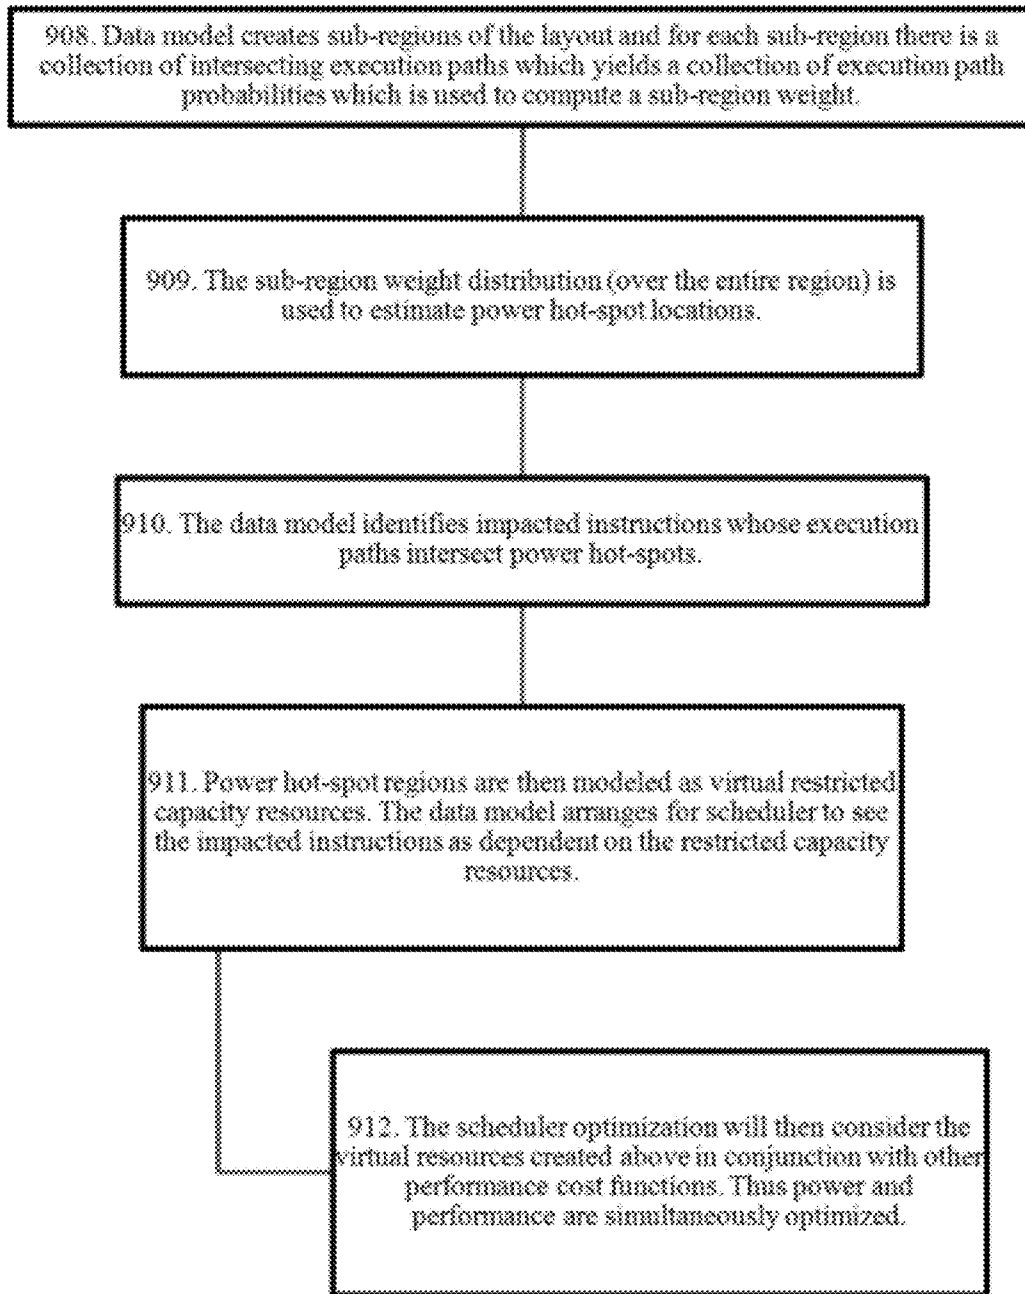 908. Data model creates sub-regions of the layout and for each sub-region there is a
collection of intersecting execution paths which yields a collection of execution path
probabilities which is used to compute a sub-region weight.
909. The sub-region weight distribution (over the entire region) is
used to estimate power hot-spot locations.
910. The data model identifies impacted instructions whose execution
paths intersect power hot-spots.
911. Power hot-spot regions are then modeled as virtual restricted
capacity resources. The data model arranges for scheduler to see
the impacted instructions as dependent on the restricted capacity
resources.
912. The scheduler optimization will then consider the
virtual resources created above in conjunction with other
performance cost functions. Thus power and
performance are simultaneously optimized.